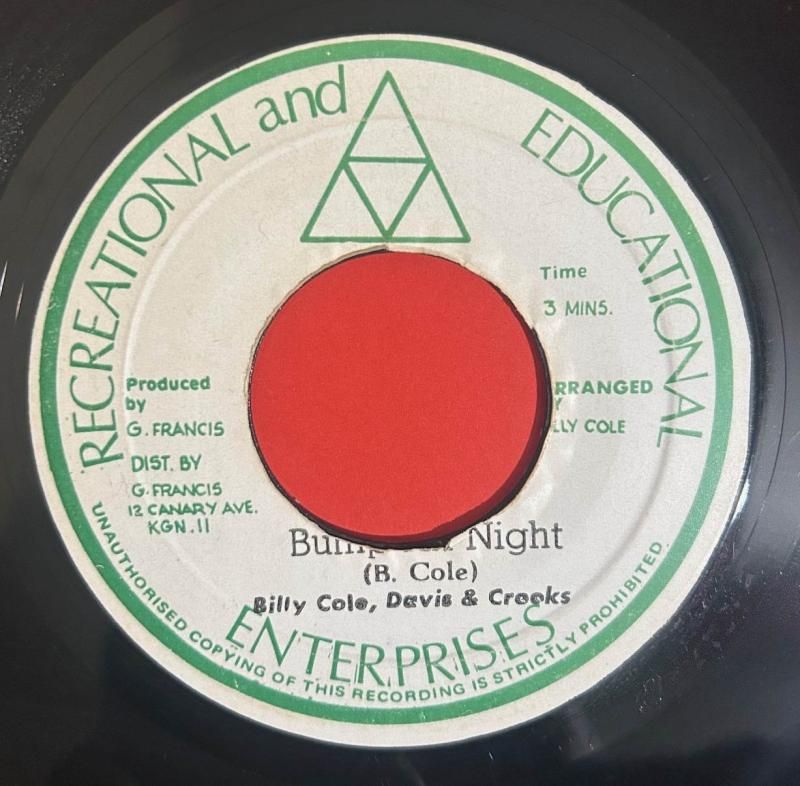 RECREATIONAL and EDUCATIONAL
ENTERPRISES
Time
3 MINS.
Produced
by
G. FRANCIS
DIST. BY
G. FRANCIS
12 CANARY AVE.
KGN. 11
RRANGED
LLY COLE
Night
(B. Cole)
Billy Cole, Davis & Crooks
UNAUTHORISED COPYING OF THIS RECORDING IS STRICTLY PROHIBITED.